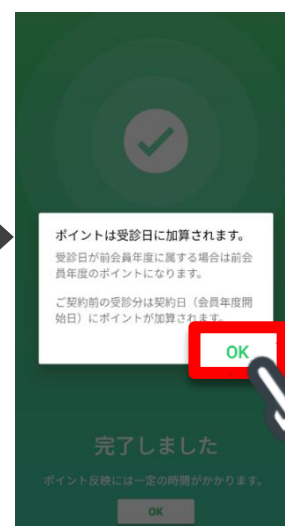 ポイントは受診日に加算されます。
受診日が前会員年度に属する場合は前会
員年度のポイントになります。
ご契約前の受診分は契約日（会員年度開
始日）にポイントが加算されます。
OK
完了しました
ポイント反映には一定の時間がかかります。
OK